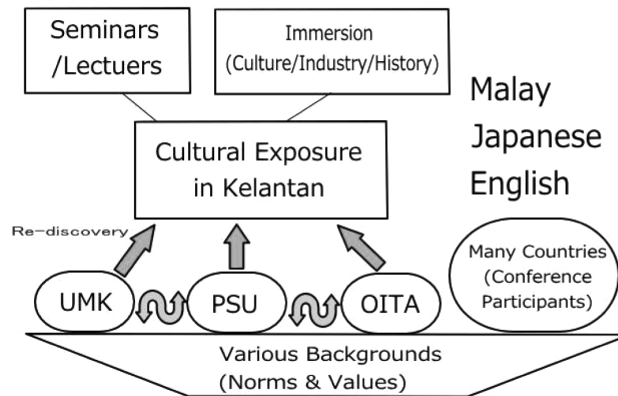 Seminars
/Lectuers
Immersion
(Culture/Industry/History)
Malay
Japanese
English
Cultural Exposure
in Kelantan
Re-discovery
Many Countries
(Conference
Participants)
UMK
PSU
OITA
Various Backgrounds
(Norms & Values)